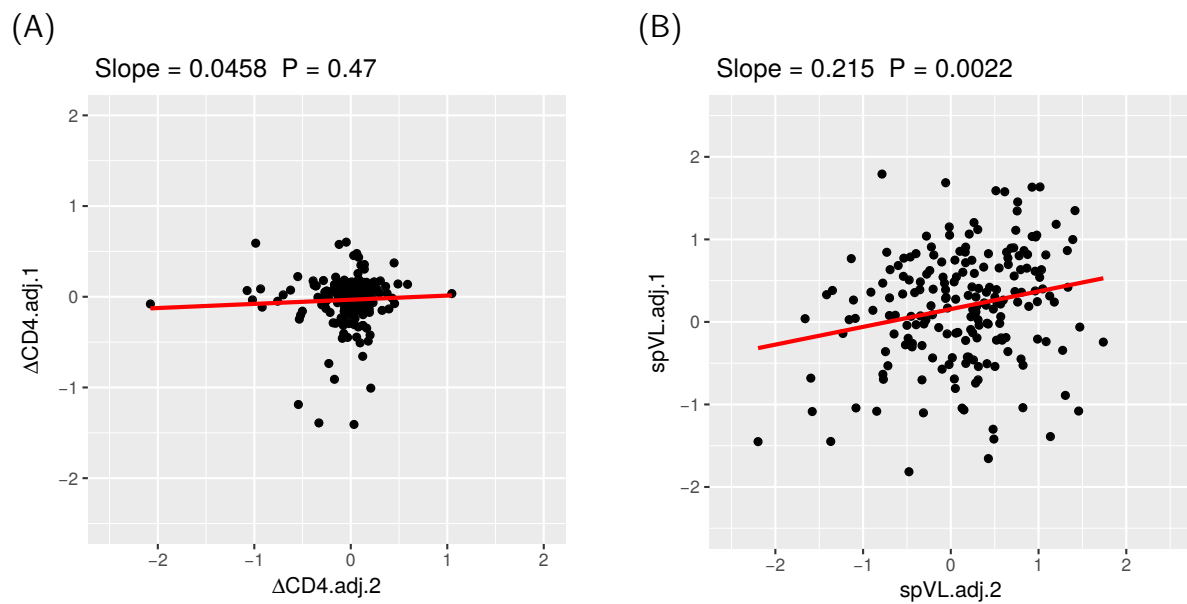 (A)
Slope = 0.0458 P = 0.47
2
1
0
−1
−2
ΔCD4.adj.1
−2 −1 0 1 2
ΔCD4.adj.2
(B)
Slope = 0.215 P = 0.0022
2
1
0
−1
−2
spVL.adj.1
−2 −1 0 1 2
spVL.adj.2